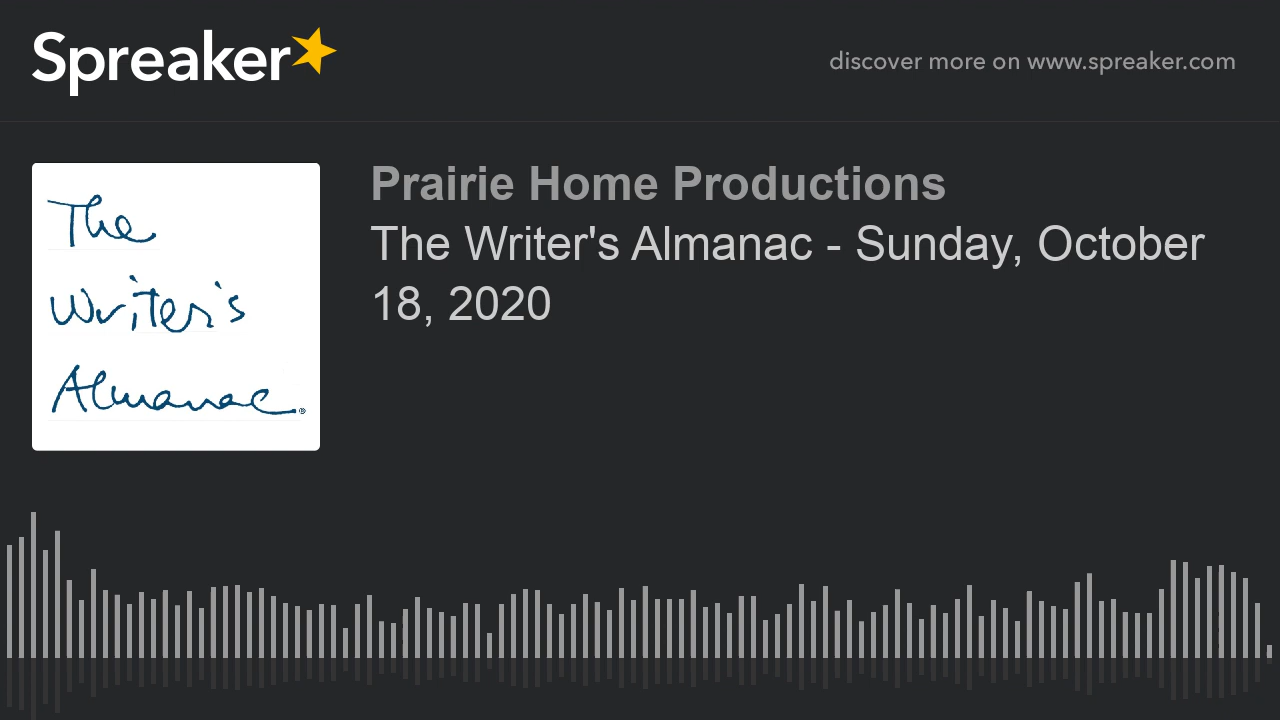 Spreaker
discover more on www.spreaker.com
The
Writer's
Almanac.®
Prairie Home Productions
The Writer's Almanac - Sunday, October
18, 2020